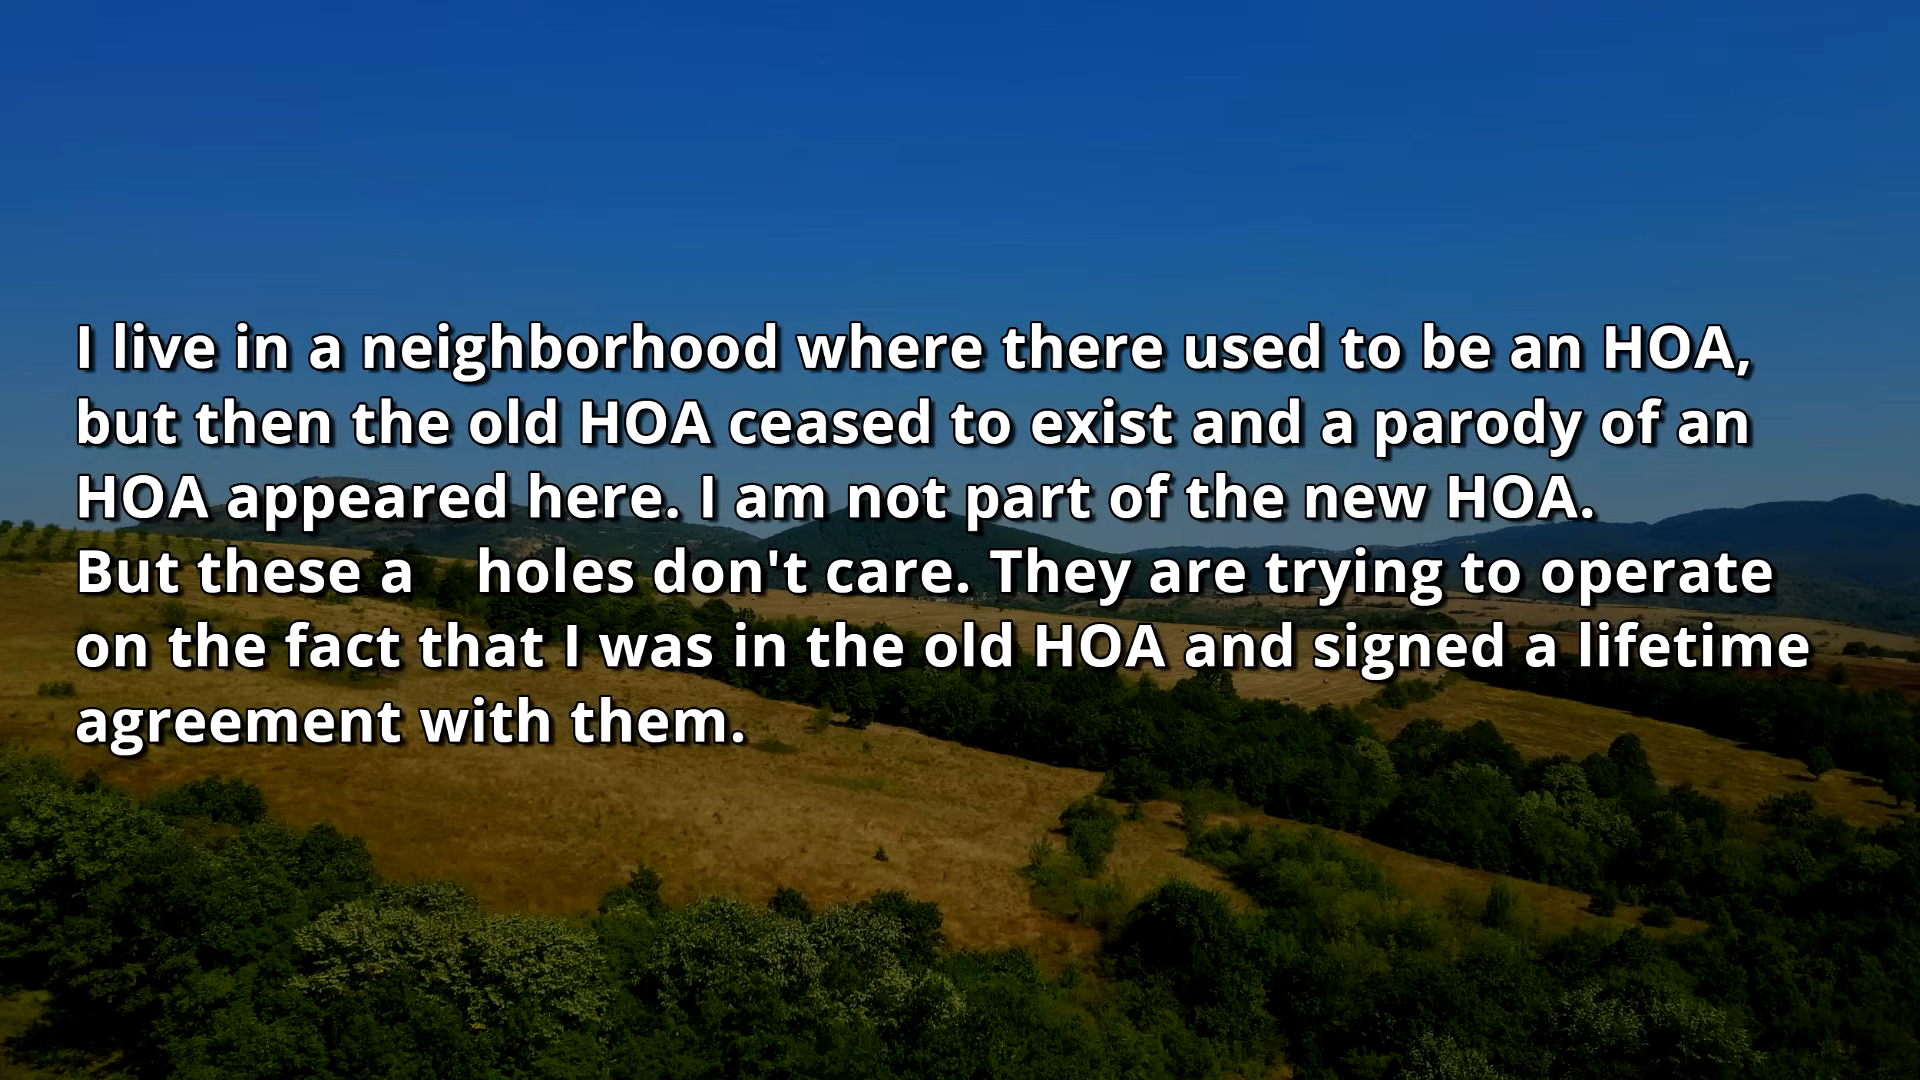 I live in a neighborhood where there used to be an HOA,
but then the old HOA ceased to exist and a parody of an
HOA appeared here. I am not part of the new HOA.
But these a    holes don't care. They are trying to operate
on the fact that I was in the old HOA and signed a lifetime
agreement with them.